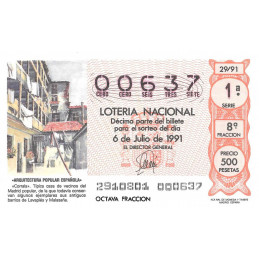 29/91
00637
CERO CERO SEIS TRES SIETE
1ª
SERIE
LOTERIA NACIONAL
Décima parte del billete
para el sorteo del día
6 de Julio de 1991
EL DIRECTOR GENERAL
8ª
FRACCION
PRECIO
500
PESETAS
«ARQUITECTURA POPULAR ESPAÑOLA»
«Corrala». Típica casa de vecinos del
Madrid popular, de la que todavía conser-
van algunos ejemplares sus antiguos
barrios de Lavapiés y Malasaña.
2910801 000637
OCTAVA FRACCION